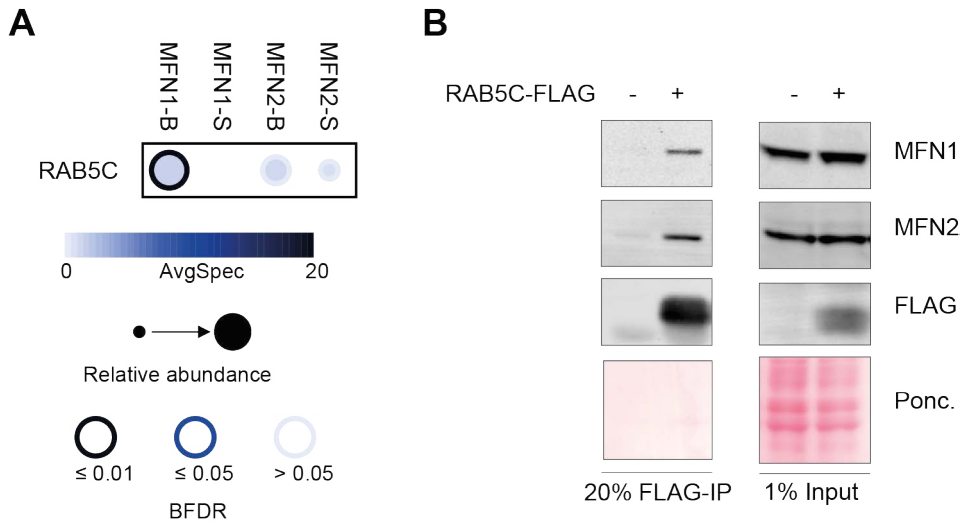 A
MFN1-B
MFN1-S
MFN2-B
MFN2-S
RAB5C
0
AvgSpec
20
Relative abundance
≤ 0.01
≤ 0.05
> 0.05
BFDR
B
RAB5C-FLAG
-
+
-
+
MFN1
MFN2
FLAG
Ponc.
20% FLAG-IP
1% Input